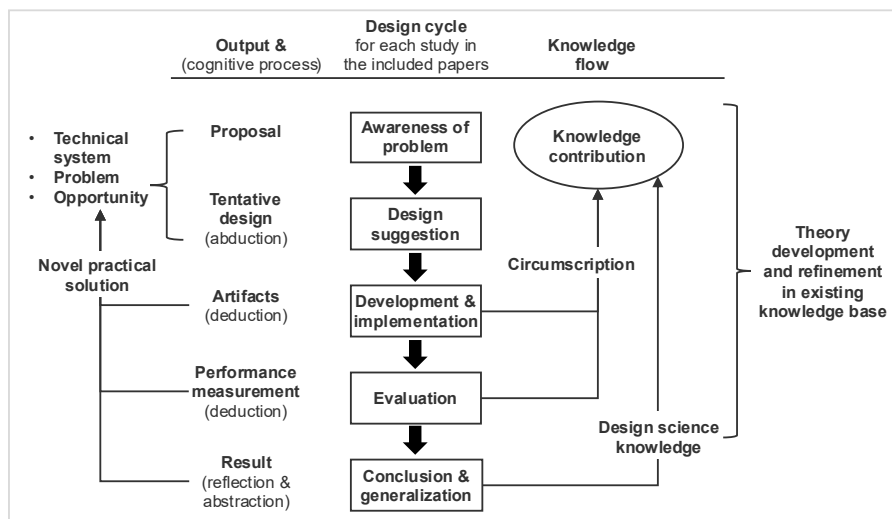 Output &
(cognitive process)
Design cycle
for each study in
the included papers
Knowledge
flow
• Technical
system
• Problem
• Opportunity
Proposal
Awareness of
problem
Knowledge
contribution
Tentative
design
(abduction)
Design
suggestion
Novel practical
solution
Circumscription
Theory
development
and refinement
in existing
knowledge base
Artifacts
(deduction)
Development &
implementation
Performance
measurement
(deduction)
Evaluation
Design science
knowledge
Result
(reflection &
abstraction)
Conclusion &
generalization